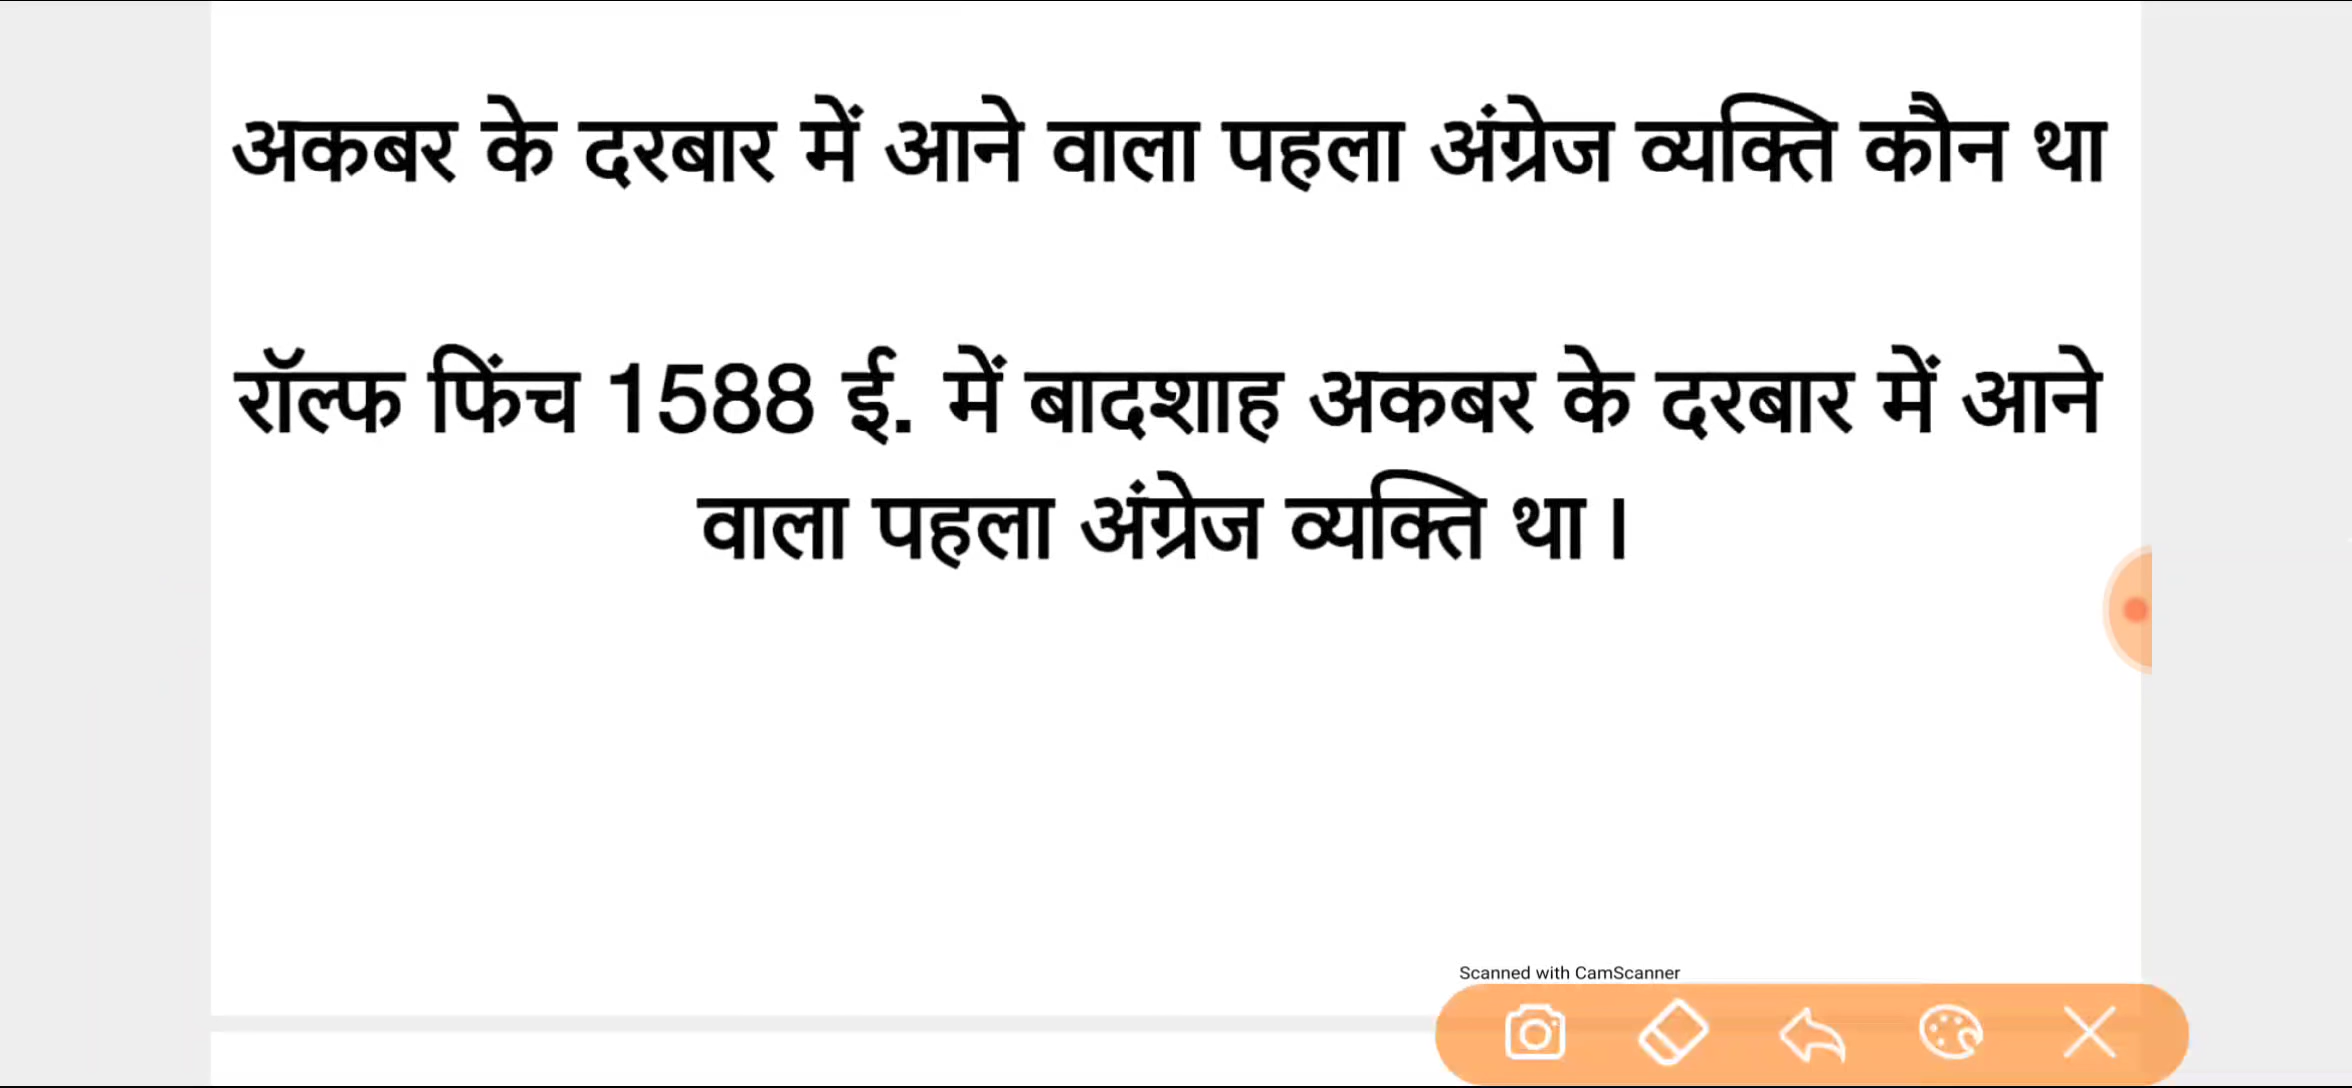 अकबर के दरबार में आने वाला पहला अंग्रेज व्यक्ति कौन था
रॉल्फ फिंच 1588 ई. में बादशाह अकबर के दरबार में आने
वाला पहला अंग्रेज व्यक्ति था।
Scanned with CamScanner